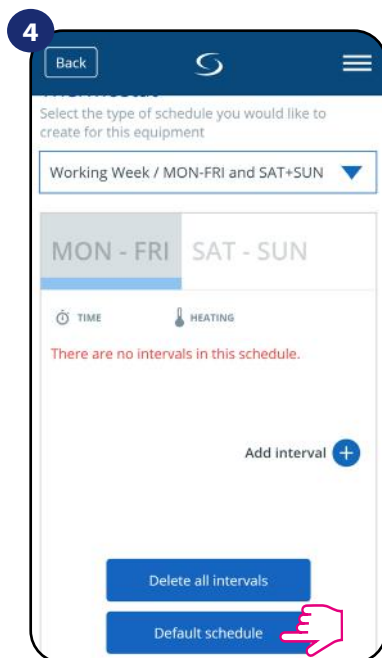 4
Back
Select the type of schedule you would like to
create for this equipment
Working Week / MON-FRI and SAT+SUN
MON - FRI SAT - SUN
TIME HEATING
There are no intervals in this schedule.
Add interval
Delete all intervals
Default schedule